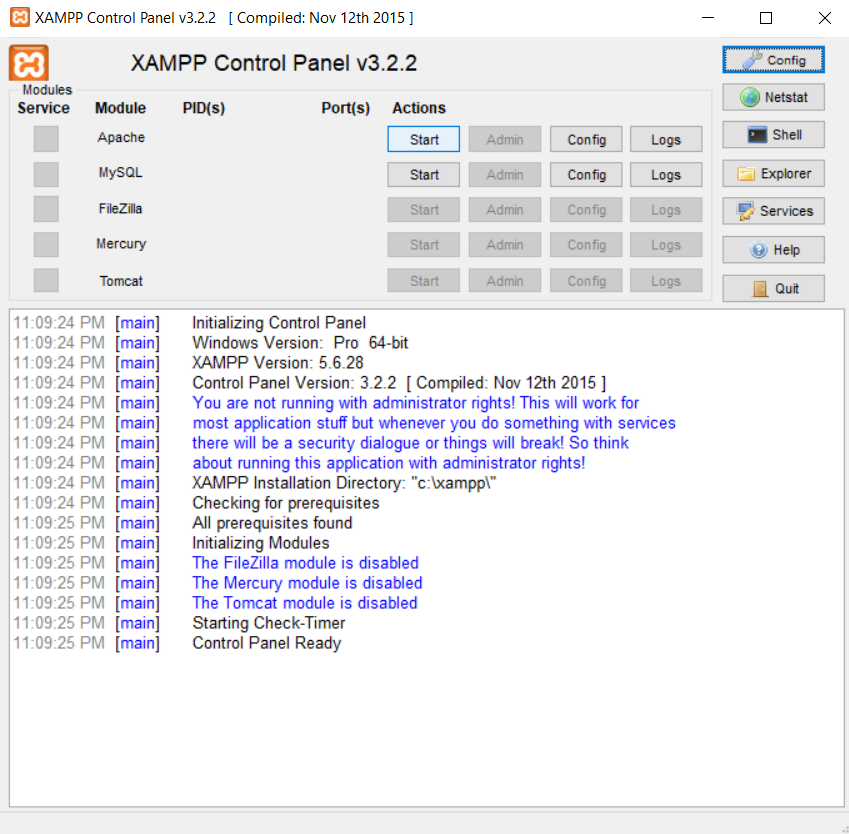 XAMPP Control Panel v3.2.2 [ Compiled: Nov 12th 2015 ]
XAMPP Control Panel v3.2.2
Config
Modules
Service Module PID(s) Port(s) Actions
Netstat
Apache Start Admin Config Logs
Shell
MySQL Start Admin Config Logs
Explorer
FileZilla Start Admin Config Logs
Services
Mercury Start Admin Config Logs
Help
Tomcat Start Admin Config Logs
Quit
11:09:24 PM [main] Initializing Control Panel
11:09:24 PM [main] Windows Version: Pro 64-bit
11:09:24 PM [main] XAMPP Version: 5.6.28
11:09:24 PM [main] Control Panel Version: 3.2.2 [ Compiled: Nov 12th 2015 ]
11:09:24 PM [main] You are not running with administrator rights! This will work for
11:09:24 PM [main] most application stuff but whenever you do something with services
11:09:24 PM [main] there will be a security dialogue or things will break! So think
11:09:24 PM [main] about running this application with administrator rights!
11:09:24 PM [main] XAMPP Installation Directory: "c:\xampp\"
11:09:24 PM [main] Checking for prerequisites
11:09:25 PM [main] All prerequisites found
11:09:25 PM [main] Initializing Modules
11:09:25 PM [main] The FileZilla module is disabled
11:09:25 PM [main] The Mercury module is disabled
11:09:25 PM [main] The Tomcat module is disabled
11:09:25 PM [main] Starting Check-Timer
11:09:25 PM [main] Control Panel Ready